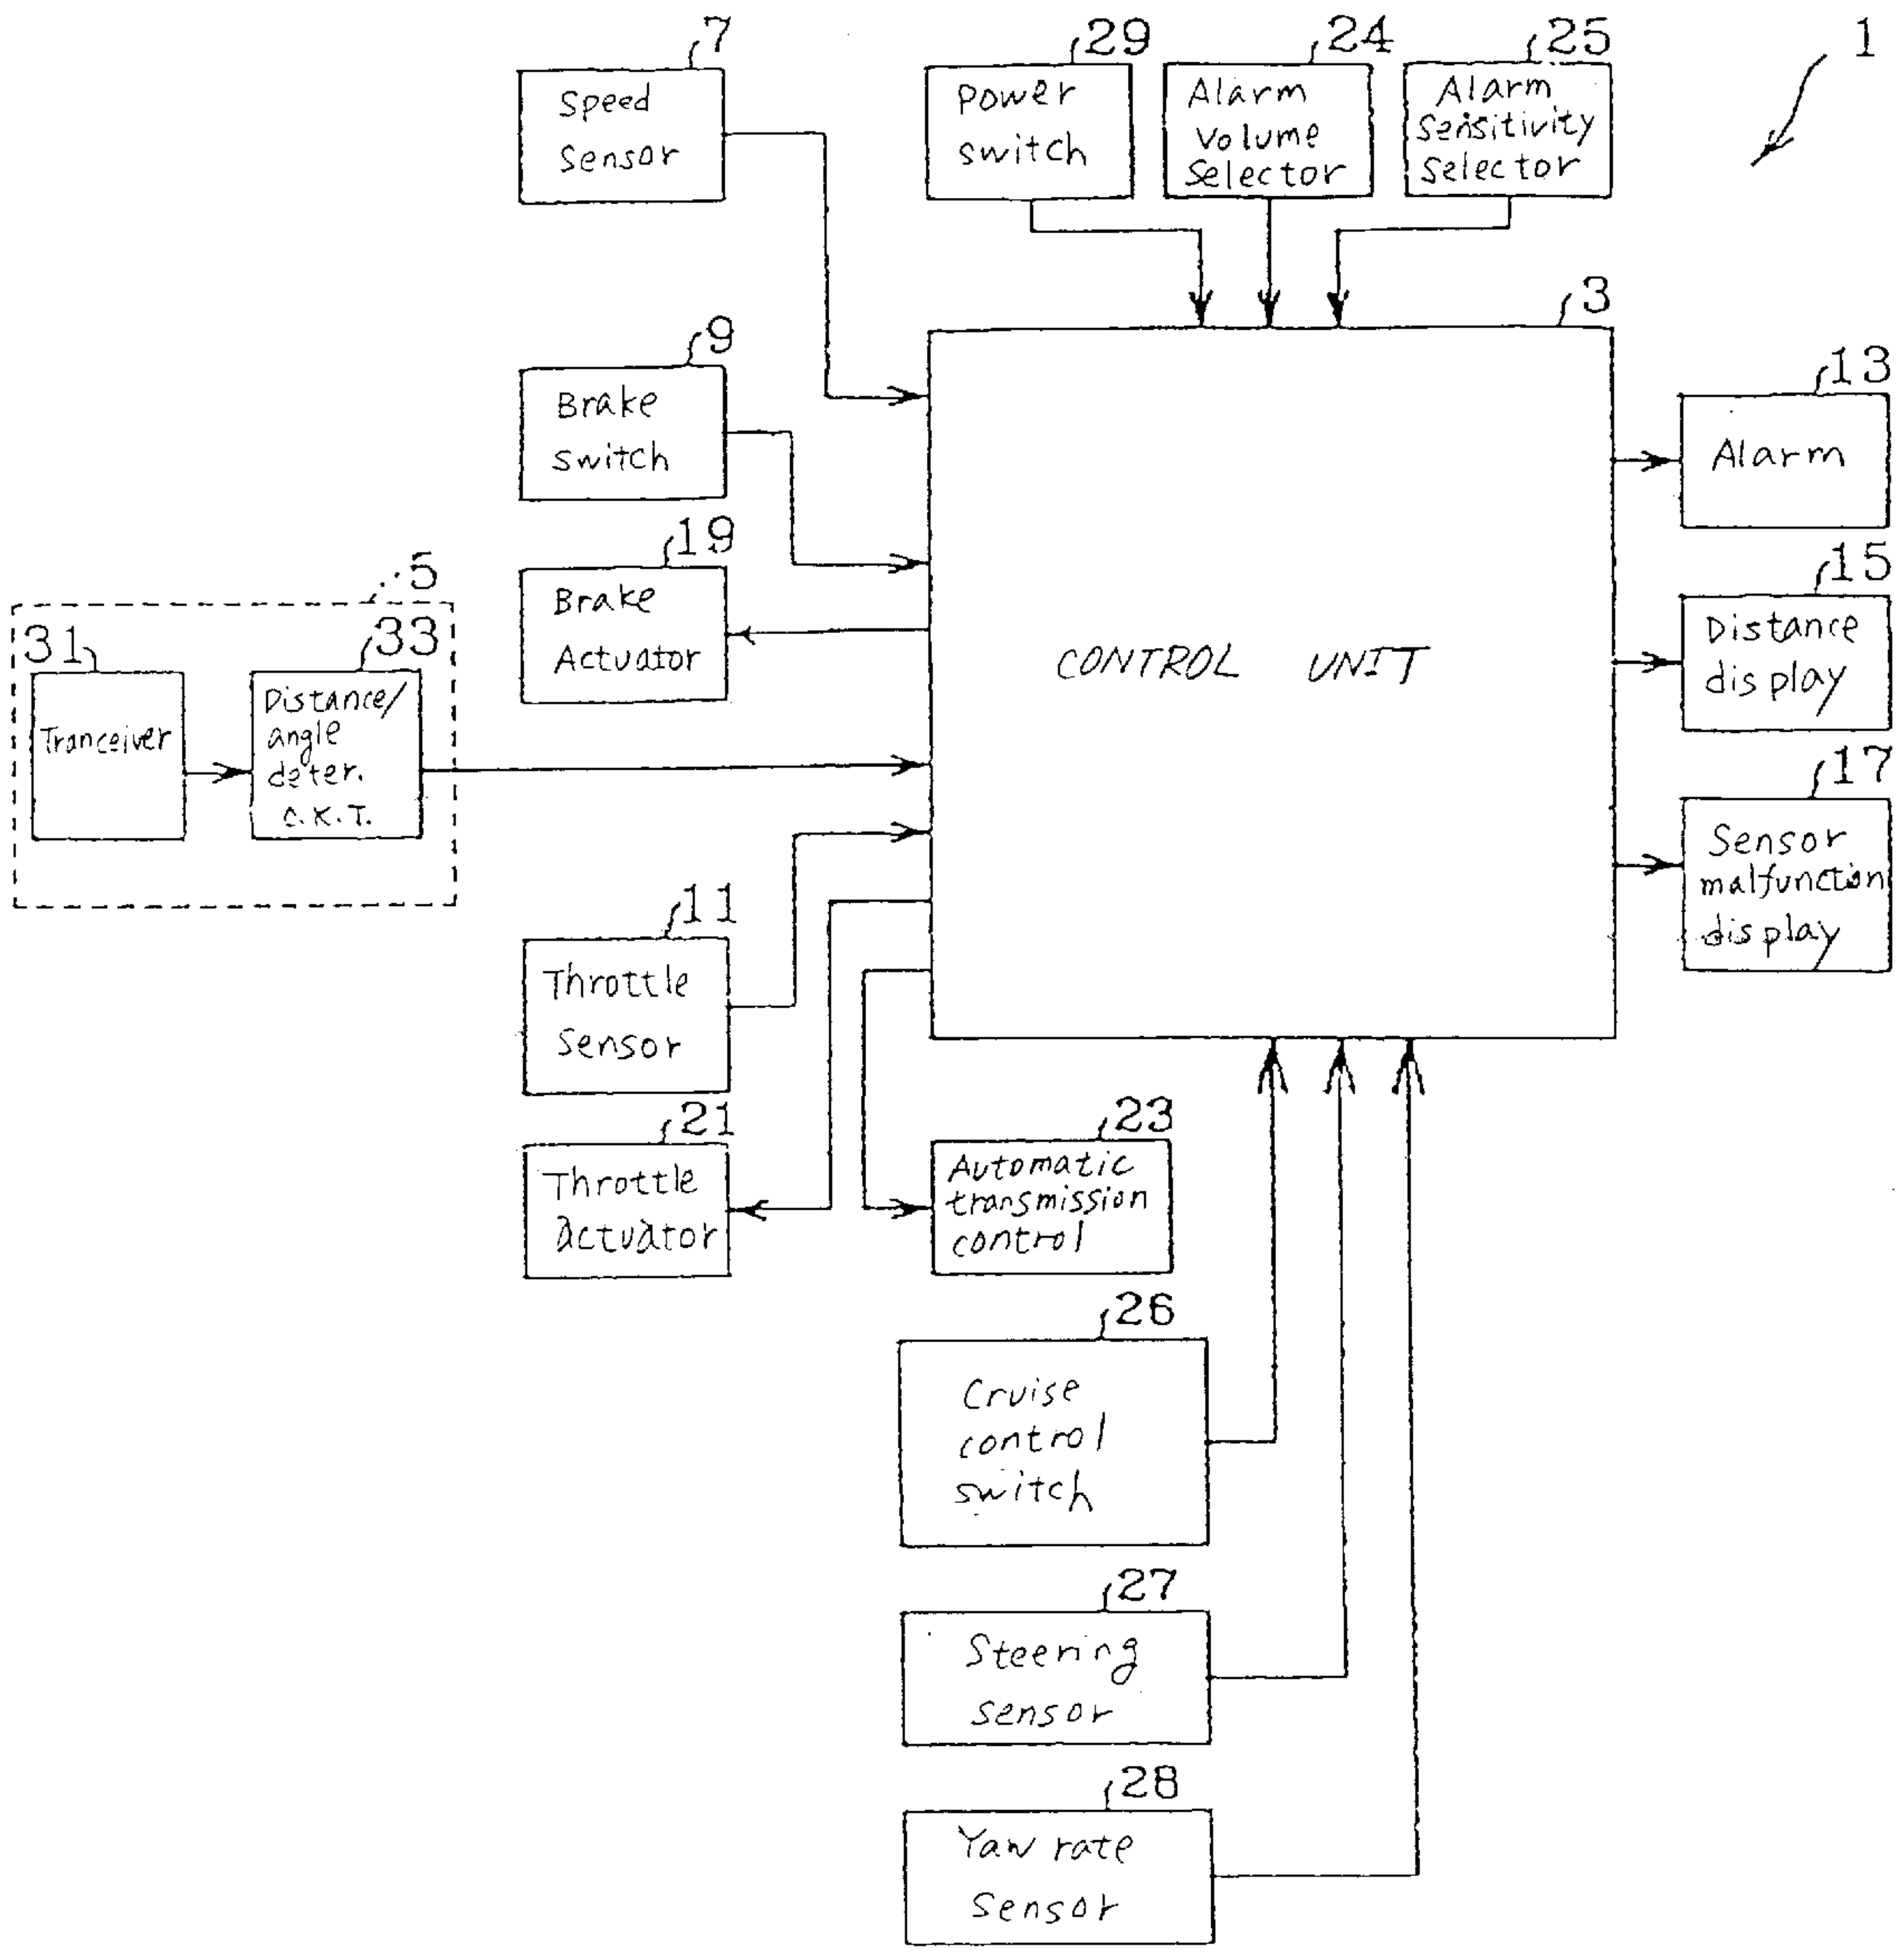 7
29
24
25
1
Speed
Sensor
Power
switch
Alarm
Volume
Selector
Alarm
Sensitivity
Selector
3
9
Brake
switch
13
Alarm
19
Brake
Actuator
CONTROL UNIT
15
Distance
display
5
31
33
Tranceiver
Distance/
angle
deter.
C.K.T.
17
Sensor
malfunction
display
11
Throttle
Sensor
21
Throttle
actuator
23
Automatic
transmission
control
26
Cruise
control
switch
27
Steering
sensor
28
Yaw rate
sensor